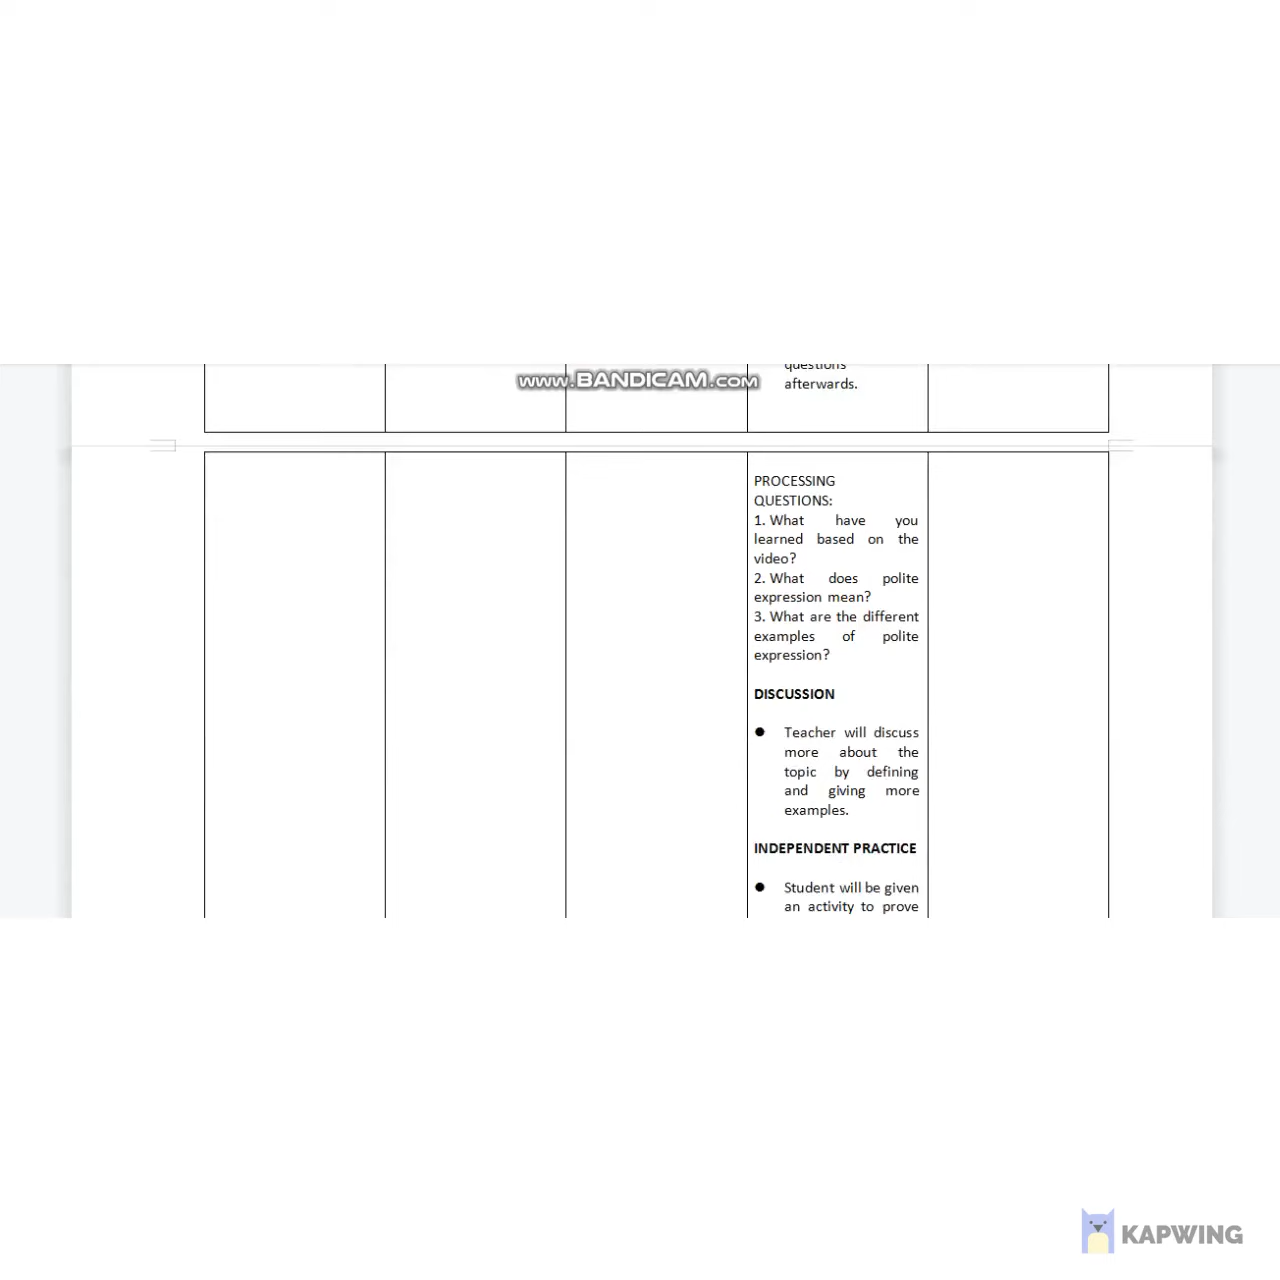 questions
afterwards.
www.BANDICAM.com
PROCESSING
QUESTIONS:
1. What have you
learned based on the
video?
2. What does polite
expression mean?
3. What are the different
examples of polite
expression?
DISCUSSION
● Teacher will discuss
more about the
topic by defining
and giving more
examples.
INDEPENDENT PRACTICE
● Student will be given
an activity to prove
KAPWING